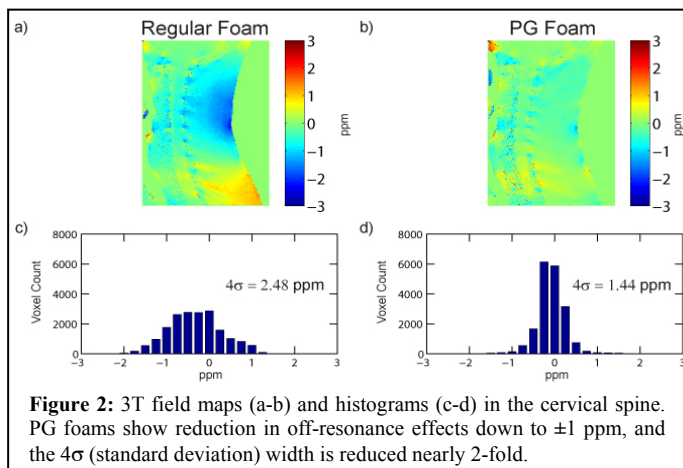 a) Regular Foam b) PG Foam
3 3
2 2
1 1
0 ppm 0 ppm
−1 −1
−2 −2
−3 −3
c) d)
8000 8000
6000 6000
4σ = 2.48 ppm 4σ = 1.44 ppm
Voxel Count 4000 Voxel Count 4000
2000 2000
0 0
−3 −2 −1 0 1 2 3 −3 −2 −1 0 1 2 3
ppm ppm
Figure 2: 3T field maps (a-b) and histograms (c-d) in the cervical spine.
PG foams show reduction in off-resonance effects down to ±1 ppm, and
the 4σ (standard deviation) width is reduced nearly 2-fold.